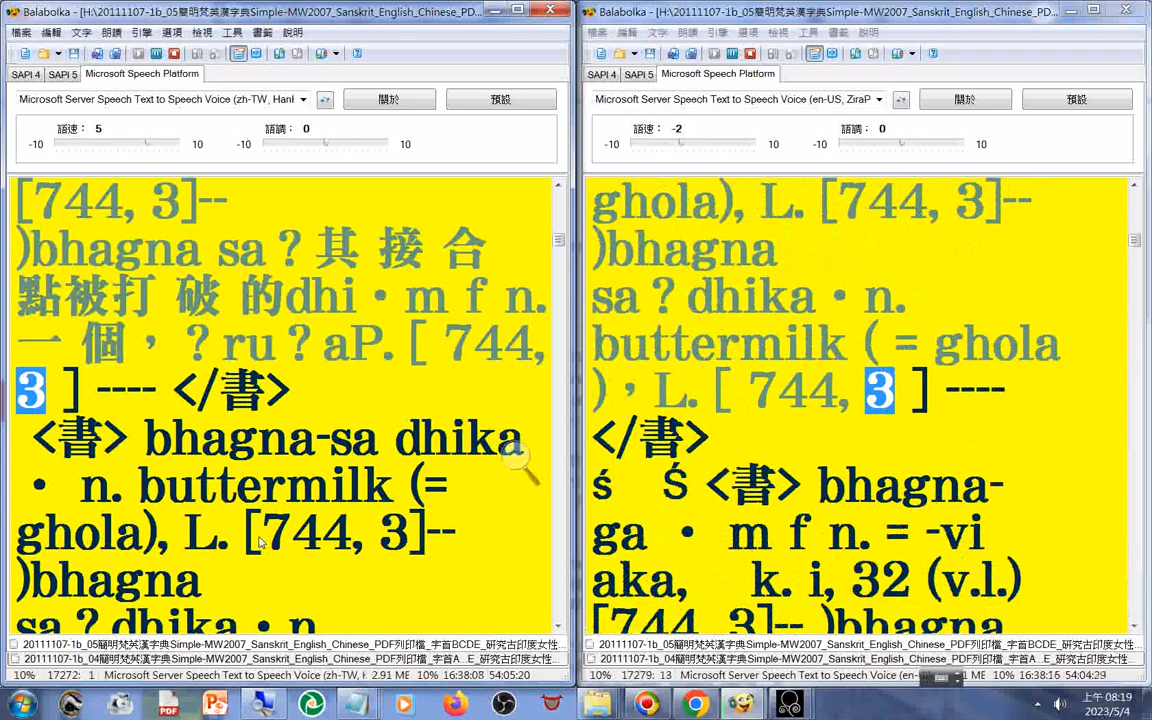 Balabolka - [H:\20111107-1b_05簡明梵英漢字典Simple-MW2007_Sanskrit_English_Chinese_PD...
檔案 編輯 文字 朗讀 引擎 選項 檢視 工具 書籤 說明
SAPI 4 SAPI 5 Microsoft Speech Platform
Microsoft Server Speech Text to Speech Voice (zh-TW, Han 關於 預設
語速： 5 語調： 0
-10 10 -10 10
[744, 3]--
)bhagna sa？其 接 合
點被打 破 的dhi・m f n.
一 個，？ru？aP. [ 744,
3 ] ---- </書>
<書> bhagna-sa dhika
・ n. buttermilk (=
ghola), L. [744, 3]--
)bhagna
sa？dhika・n.
20111107-1b_05簡明梵英漢字典Simple-MW2007_Sanskrit_English_Chinese_PDF列印檔_字首BCDE_研究古印度女性...
20111107-1b_04簡明梵英漢字典Simple-MW2007_Sanskrit_English_Chinese_PDF列印檔_字首A...E_研究古印度女性...
10% 17272: 1 Microsoft Server Speech Text to Speech Voice (zh-TW, H 2.91 ME 10% 16:38:08 54:05:20
Balabolka - [H:\20111107-1b_05簡明梵英漢字典Simple-MW2007_Sanskrit_English_Chinese_PD...
檔案 編輯 文字 朗讀 引擎 選項 檢視 工具 書籤 說明
SAPI 4 SAPI 5 Microsoft Speech Platform
Microsoft Server Speech Text to Speech Voice (en-US, ZiraP 關於 預設
語速： -2 語調： 0
-10 10 -10 10
ghola), L. [744, 3]--
)bhagna
sa？dhika・n.
buttermilk ( = ghola
)，L. [ 744, 3 ] ----
</書>
ś Ś <書> bhagna-
ga ・ m f n. = -vi
aka, k. i, 32 (v.l.)
[744, 3]-- )bhagna
20111107-1b_05簡明梵英漢字典Simple-MW2007_Sanskrit_English_Chinese_PDF列印檔_字首BCDE_研究古印度女性...
20111107-1b_04簡明梵英漢字典Simple-MW2007_Sanskrit_English_Chinese_PDF列印檔_字首A...E_研究古印度女性...
10% 17279: 13 Microsoft Server Speech Text to Speech Voice ME 10% 16:38:16 54:04:29
上午 08:19
2023/5/4